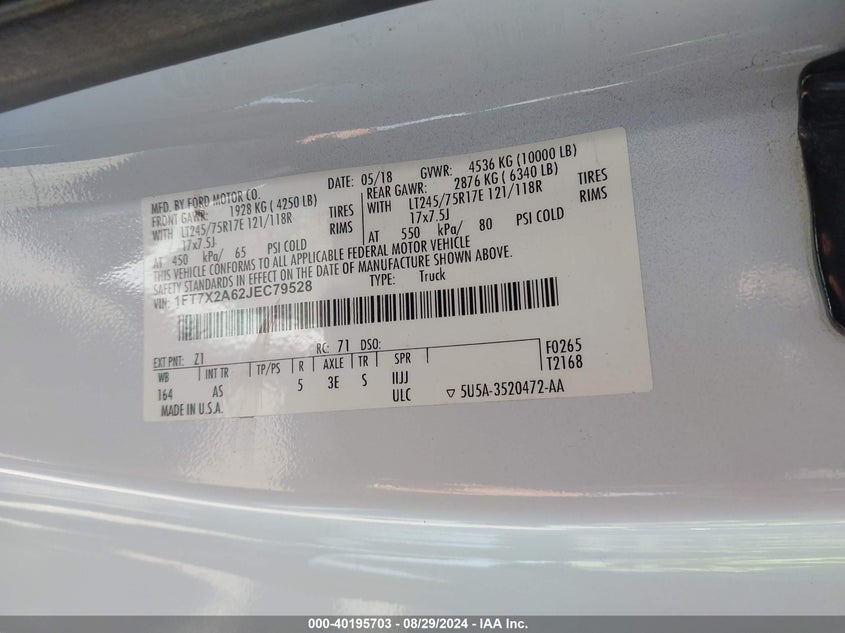 MFD. BY FORD MOTOR CO.
DATE: 05/18 GVWR: 4536 KG (10000 LB)
FRONT GAWR: 1928 KG (4250 LB) REAR GAWR: 2876 KG (6340 LB)
WITH LT245/75R17E 121/118R TIRES WITH LT245/75R17E 121/118R TIRES
17x7.5J RIMS 17x7.5J RIMS
AT 450 kPa/ 65 PSI COLD AT 550 kPa/ 80 PSI COLD
THIS VEHICLE CONFORMS TO ALL APPLICABLE FEDERAL MOTOR VEHICLE
SAFETY STANDARDS IN EFFECT ON THE DATE OF MANUFACTURE SHOWN ABOVE.
VIN: 1FT7X2A62JEC79528 TYPE: Truck
EXT PNT: Z1 RC: 71 DSO: F0265
WB INT TR TP/PS R AXLE TR SPR T2168
164 AS 5 3E S IIJJ
ULC ▽ 5U5A-3520472-AA
MADE IN U.S.A.
000-40195703 - 08/29/2024 - IAA Inc.